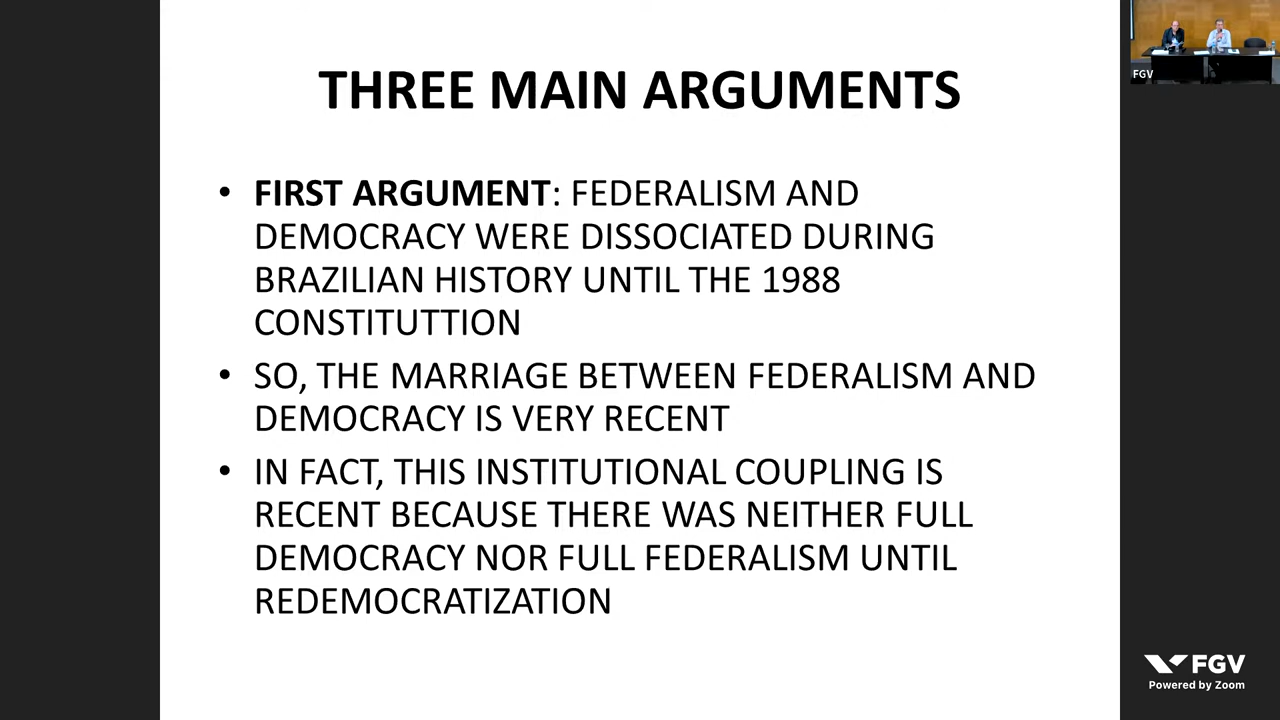 THREE MAIN ARGUMENTS
• FIRST ARGUMENT: FEDERALISM AND
DEMOCRACY WERE DISSOCIATED DURING
BRAZILIAN HISTORY UNTIL THE 1988
CONSTITUTTION
• SO, THE MARRIAGE BETWEEN FEDERALISM AND
DEMOCRACY IS VERY RECENT
• IN FACT, THIS INSTITUTIONAL COUPLING IS
RECENT BECAUSE THERE WAS NEITHER FULL
DEMOCRACY NOR FULL FEDERALISM UNTIL
REDEMOCRATIZATION
FGV
FGV
Powered by Zoom